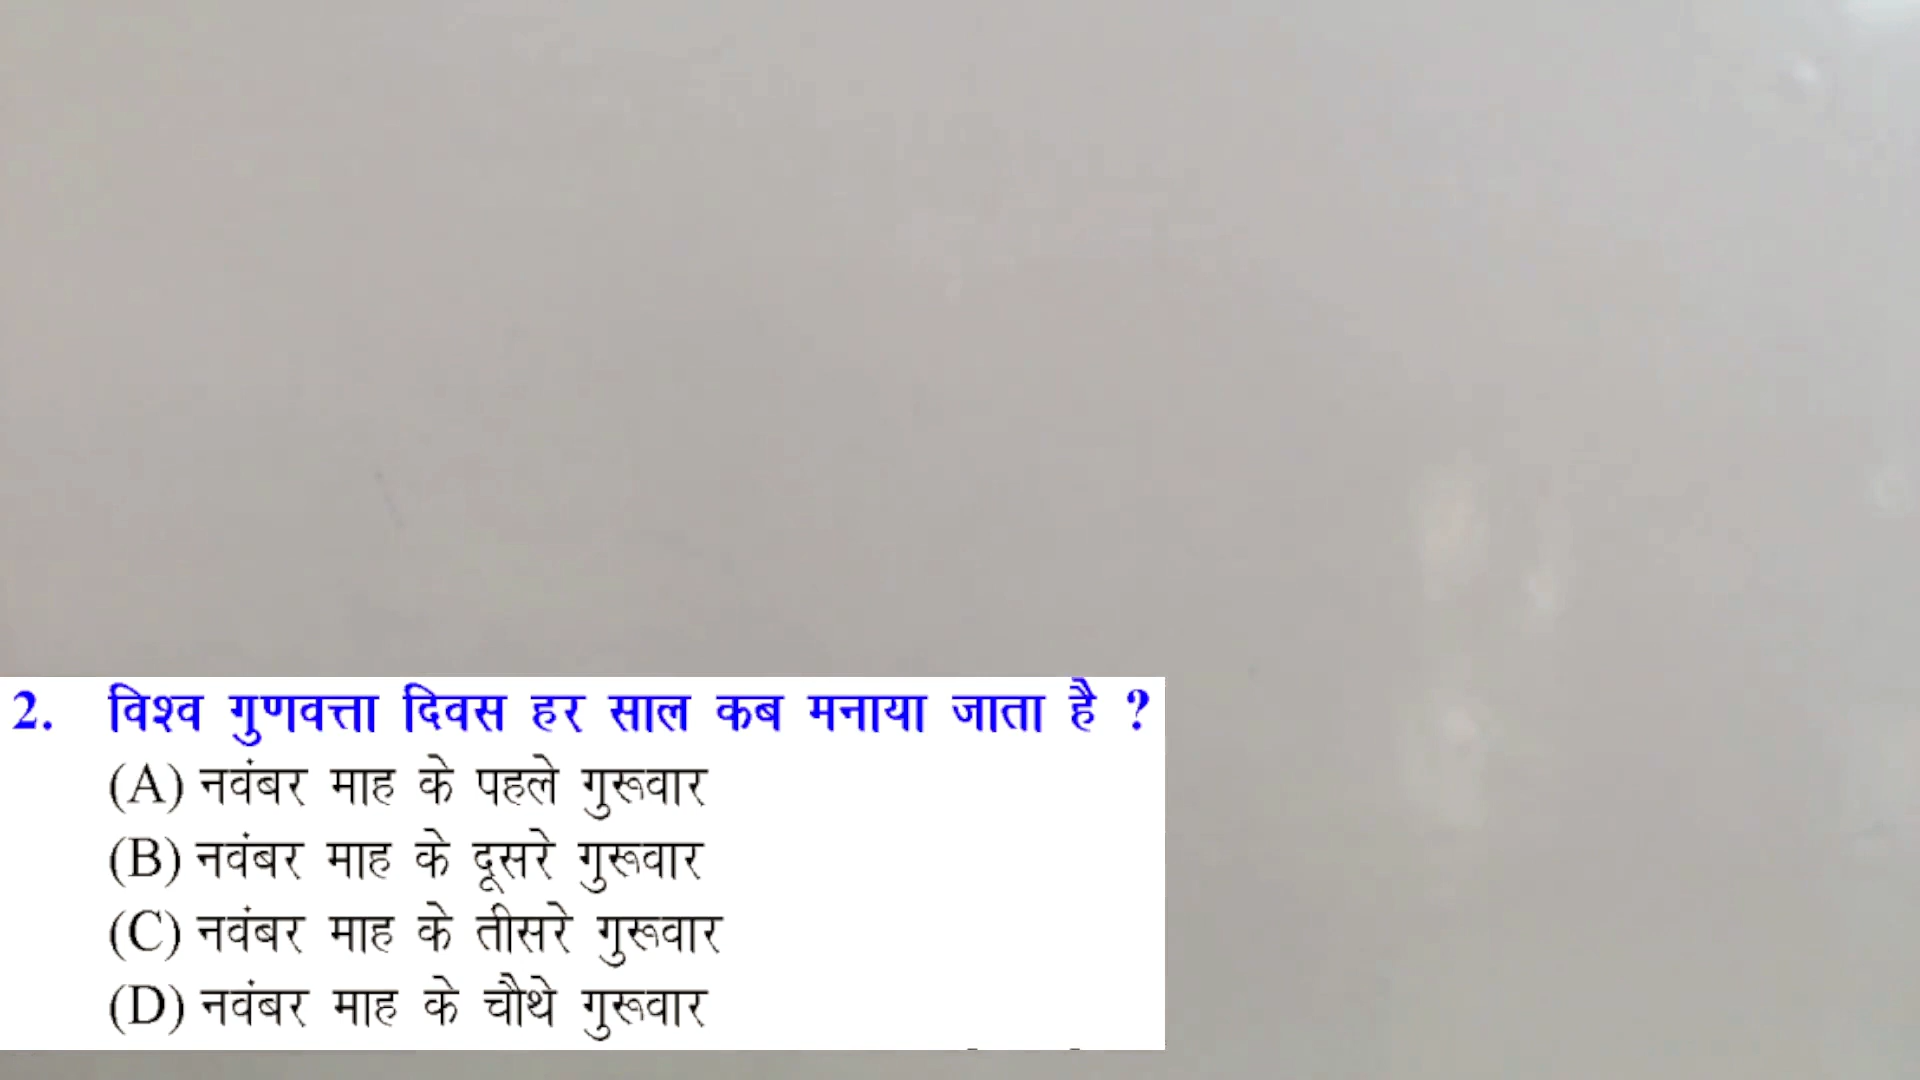 2. विश्व गुणवत्ता दिवस हर साल कब मनाया जाता है ?
(A) नवंबर माह के पहले गुरूवार
(B) नवंबर माह के दूसरे गुरूवार
(C) नवंबर माह के तीसरे गुरूवार
(D) नवंबर माह के चौथे गुरूवार